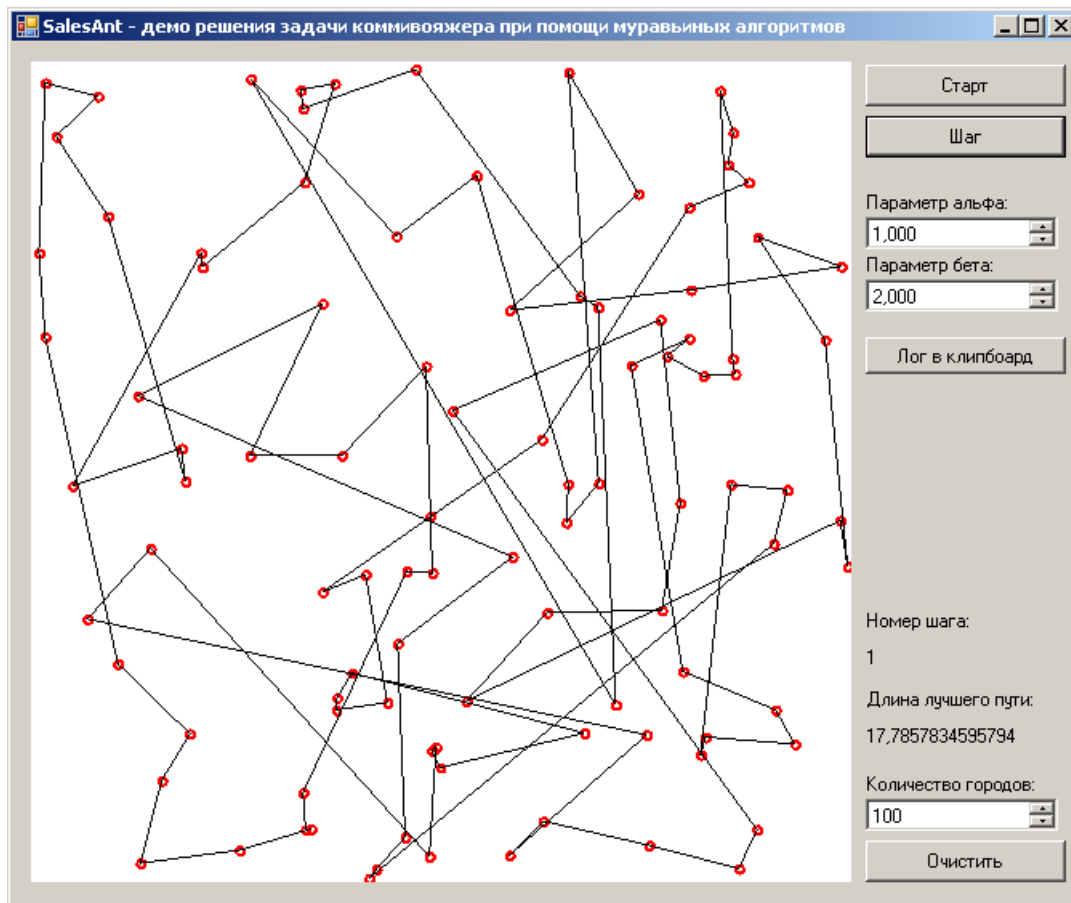 SalesAnt - демо решения задачи коммивояжера при помощи муравьиных алгоритмов
Старт
Шаг
Параметр альфа:
1,000
Параметр бета:
2,000
Лог в клипбоард
Номер шага:
1
Длина лучшего пути:
17,7857834595794
Количество городов:
100
Очистить